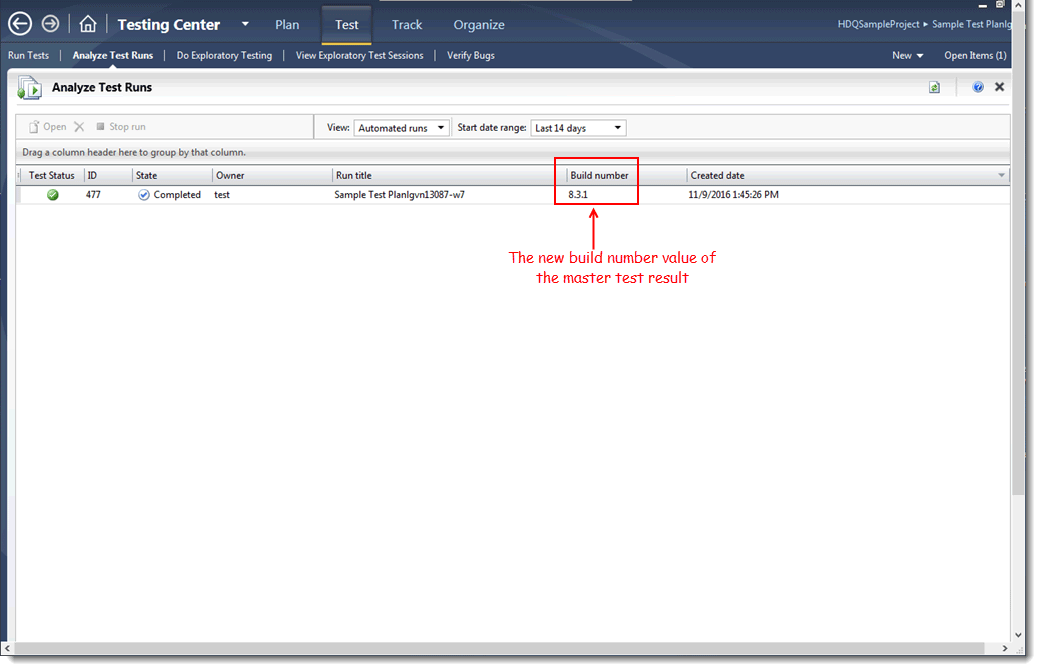 Testing Center Plan Test Track Organize HDQSampleProject ▸ Sample Test Planlg
Run Tests Analyze Test Runs Do Exploratory Testing View Exploratory Test Sessions Verify Bugs New Open Items (1)
Analyze Test Runs
Open Stop run View: Automated runs Start date range: Last 14 days
Drag a column header here to group by that column.
Test Status ID State Owner Run title Build number Created date
477 Completed test Sample Test Planlgvn13087-w7 8.3.1 11/9/2016 1:45:26 PM
The new build number value of
the master test result